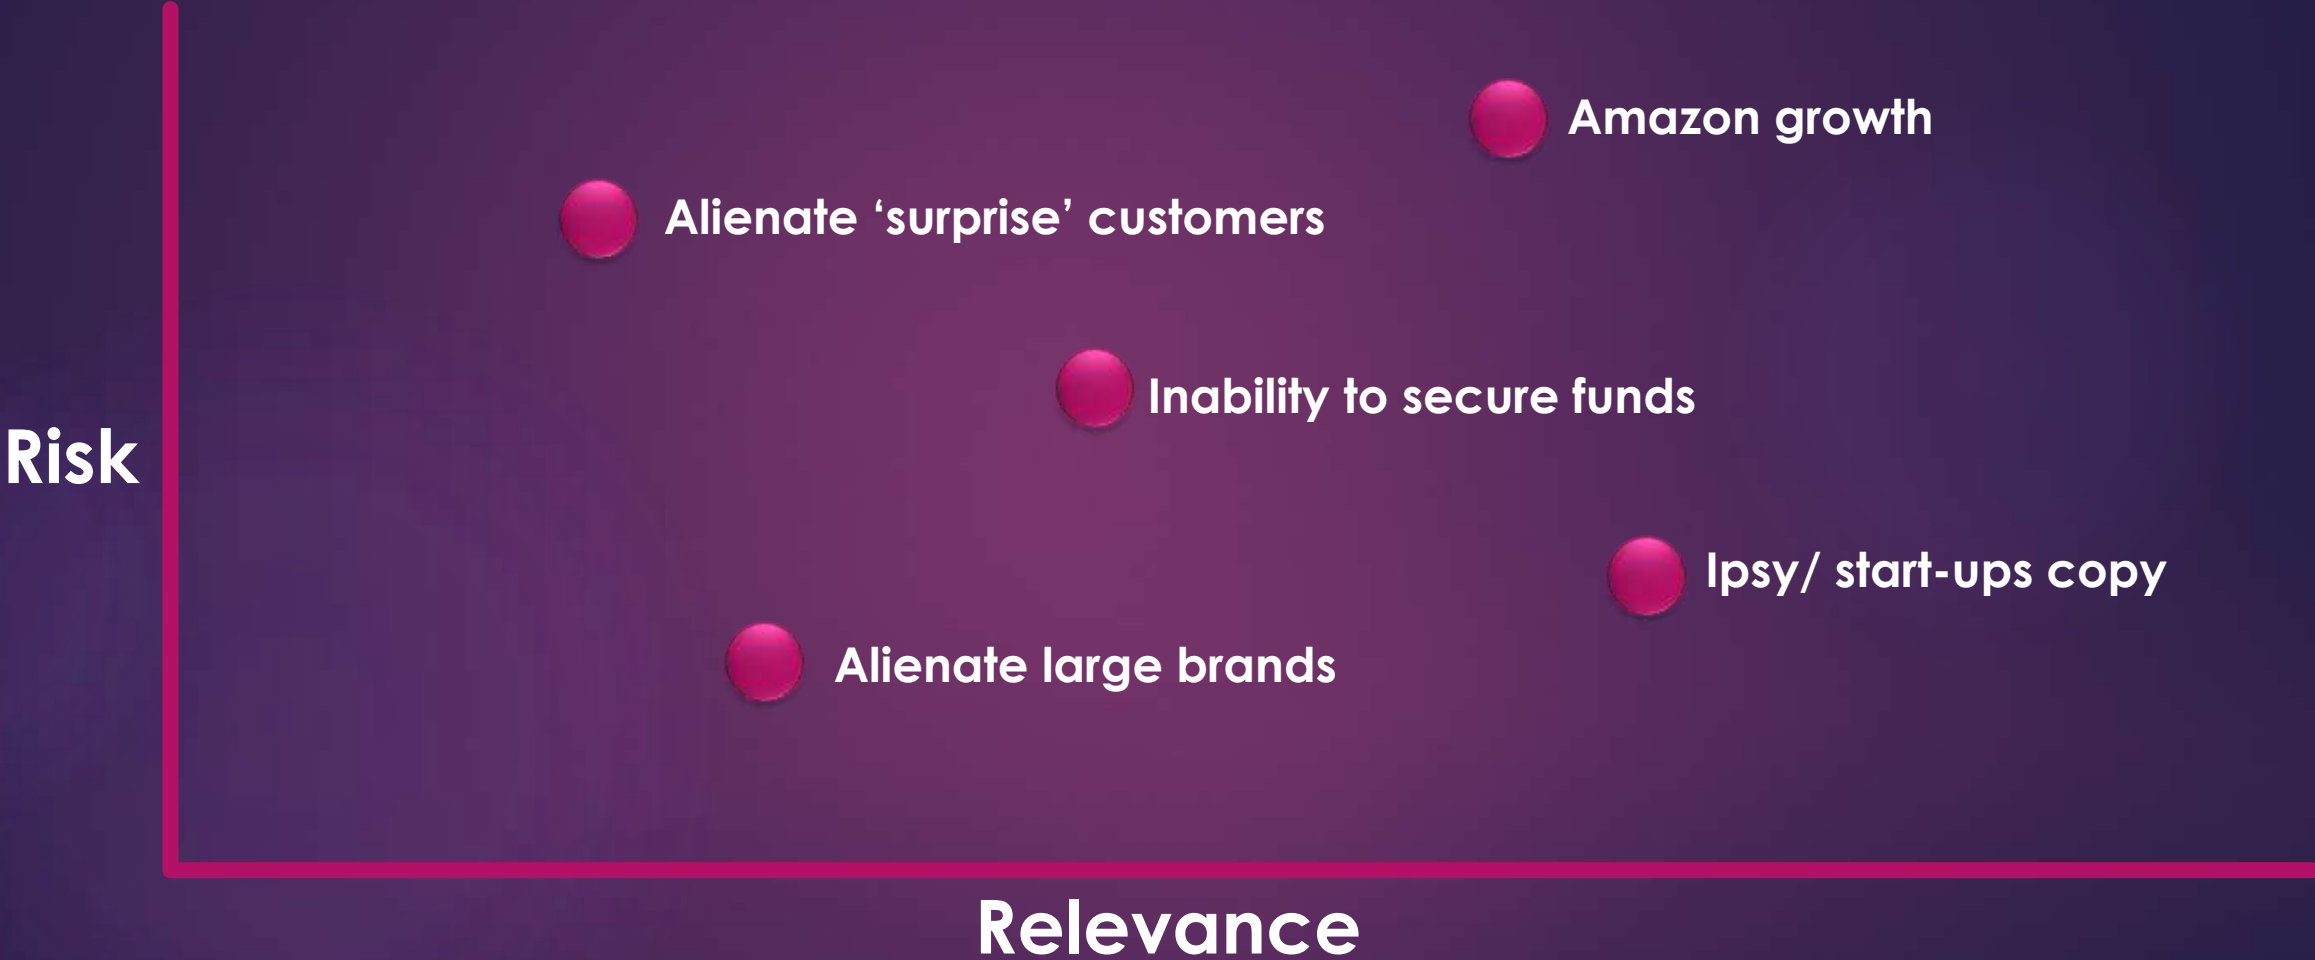 Amazon growth
Alienate ‘surprise’ customers
Inability to secure funds
Risk
Ipsy/ start-ups copy
Alienate large brands
Relevance